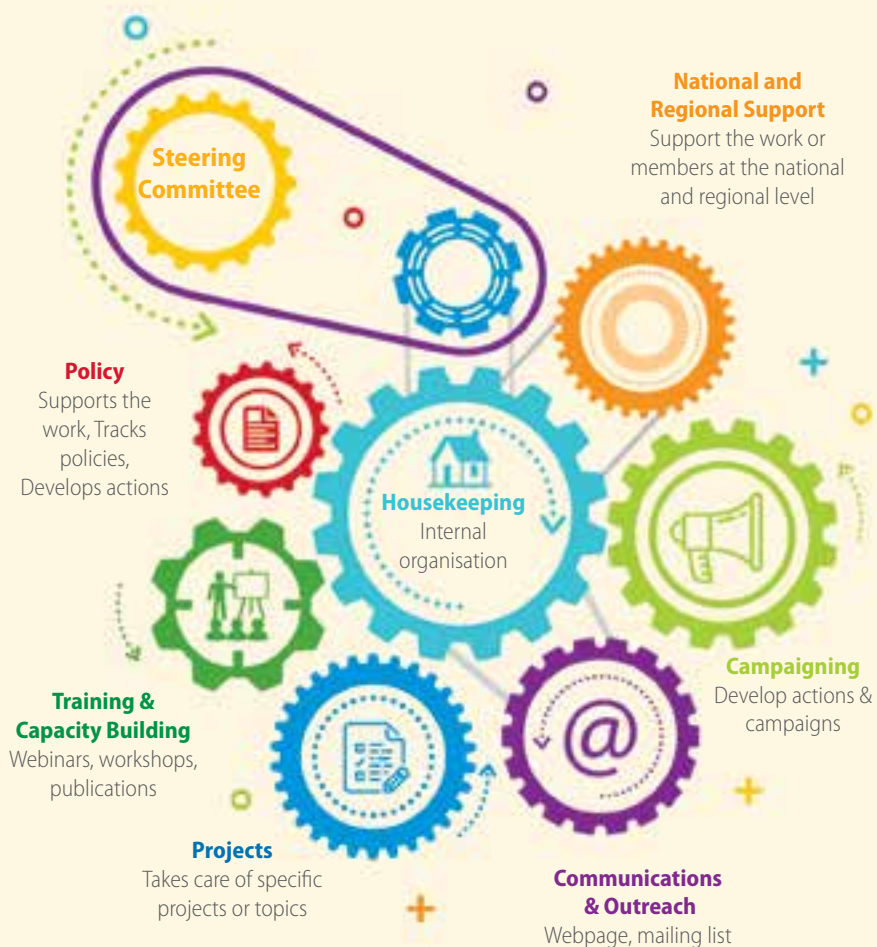 Steering
Committee
National and
Regional Support
Support the work or
members at the national
and regional level
Policy
Supports the
work, Tracks
policies,
Develops actions
Housekeeping
Internal
organisation
Campaigning
Develop actions &
campaigns
Training &
Capacity Building
Webinars, workshops,
publications
@
Projects
Takes care of specific
projects or topics
Communications
& Outreach
Webpage, mailing list